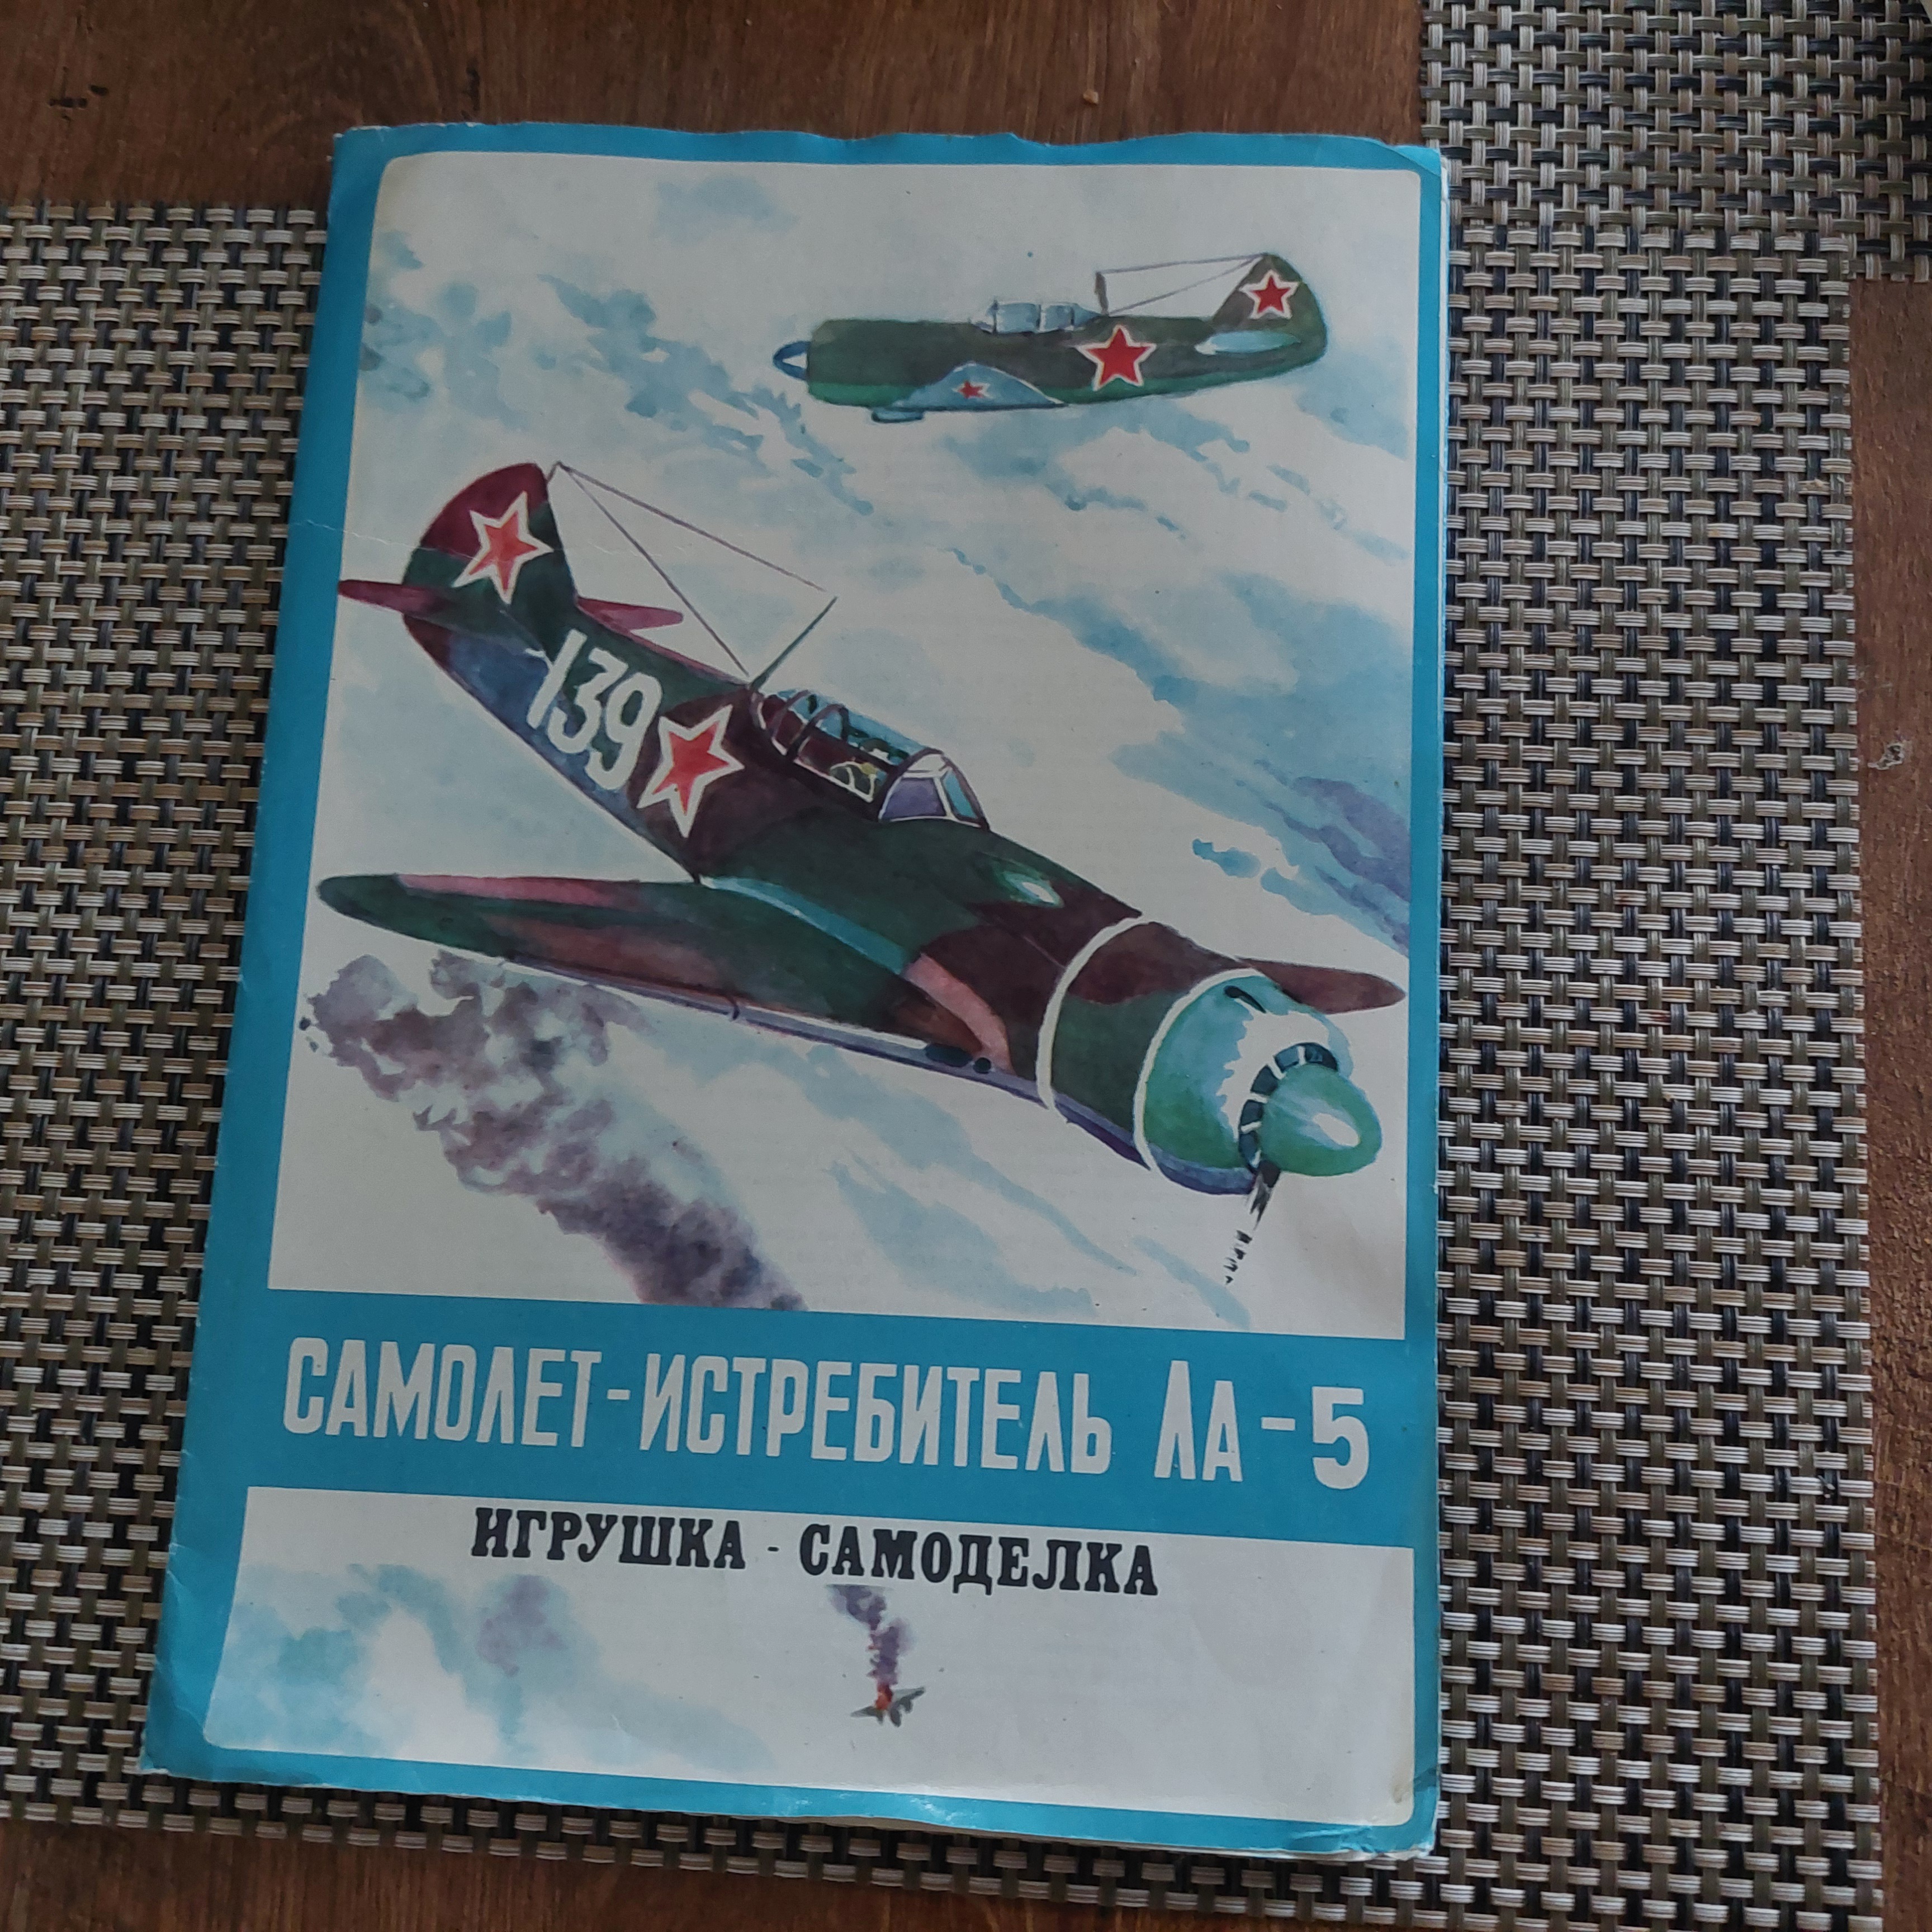 139
САМОЛЕТ-ИСТРЕБИТЕЛЬ Ла-5
ИГРУШКА - САМОДЕЛКА